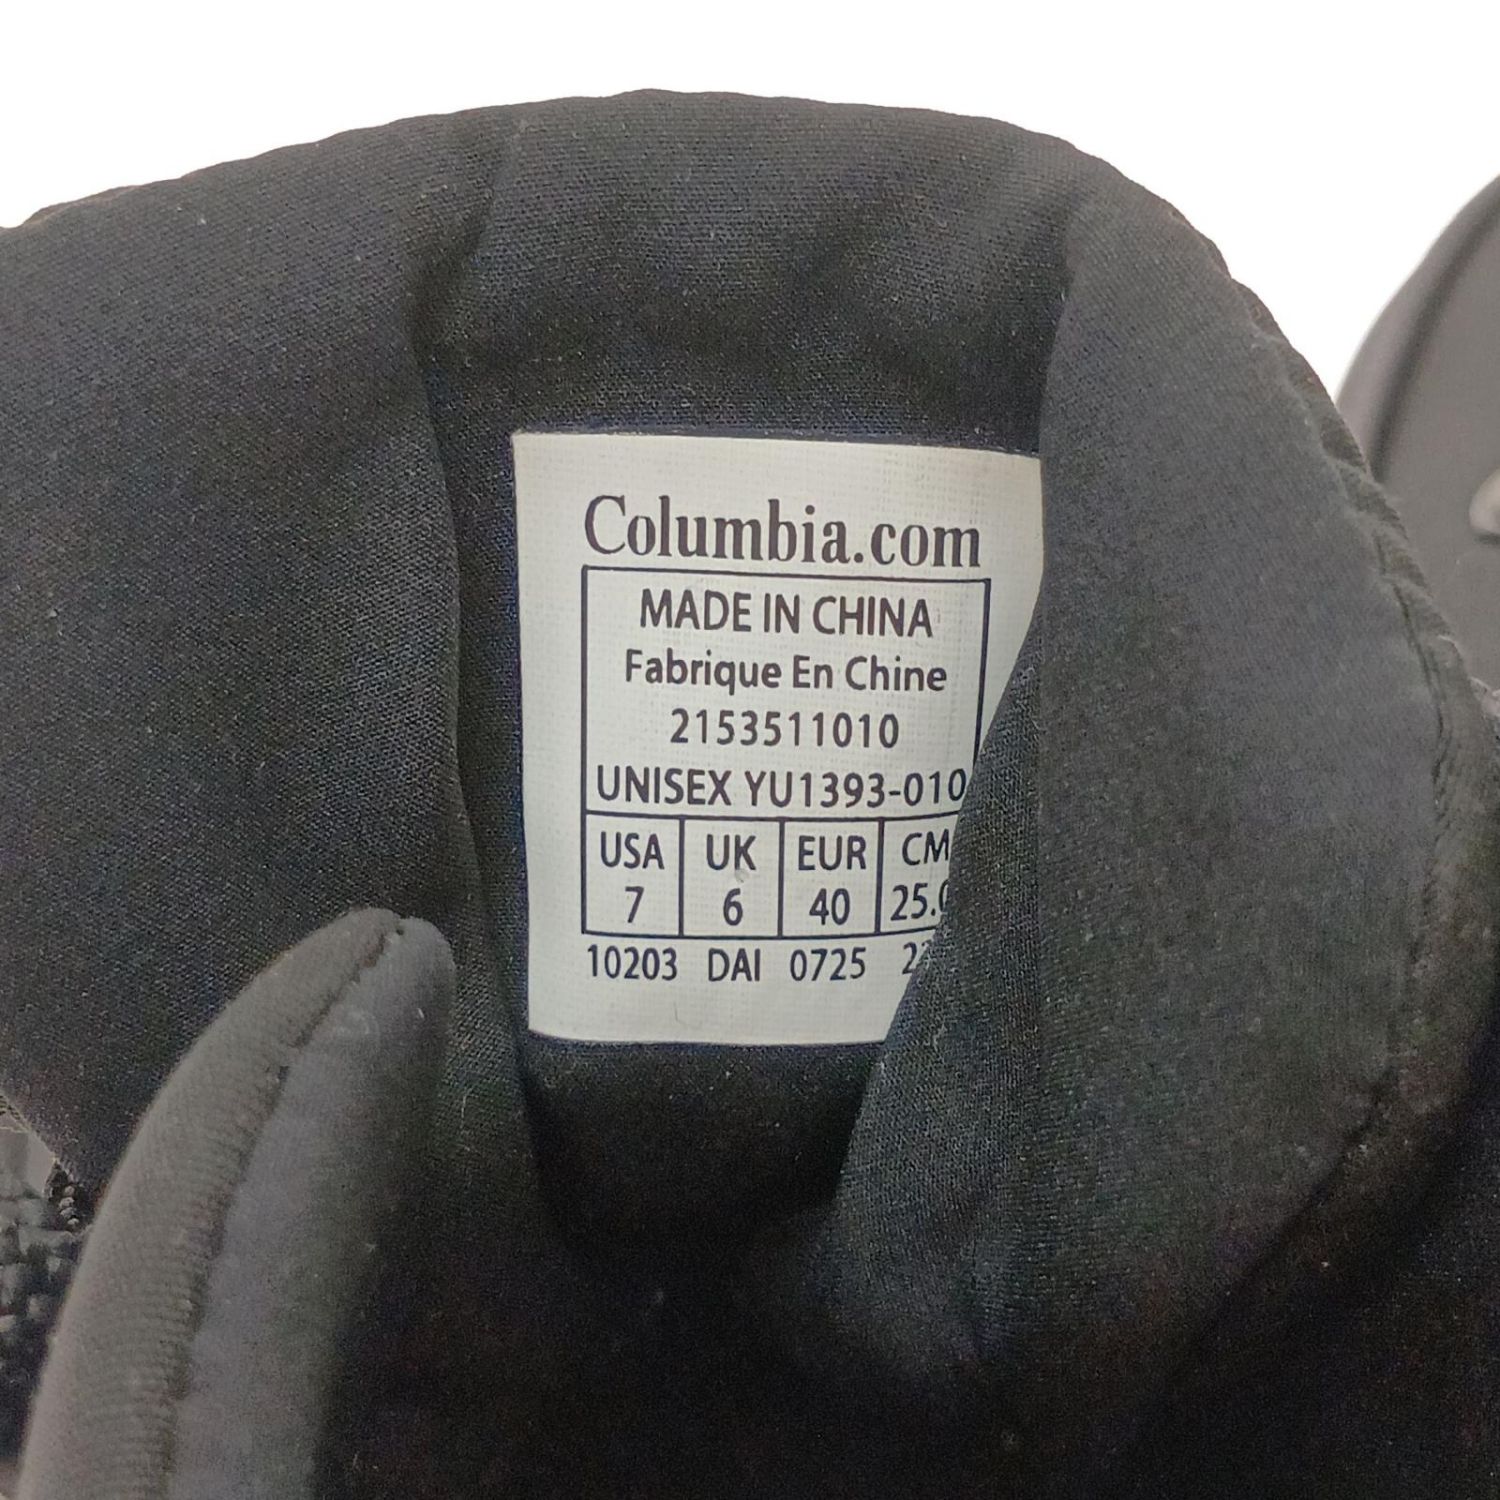 Columbia.com
MADE IN CHINA
Fabrique En Chine
2153511010
UNISEX YU1393-010
USA UK EUR CM
7 6 40
10203 DAI 0725